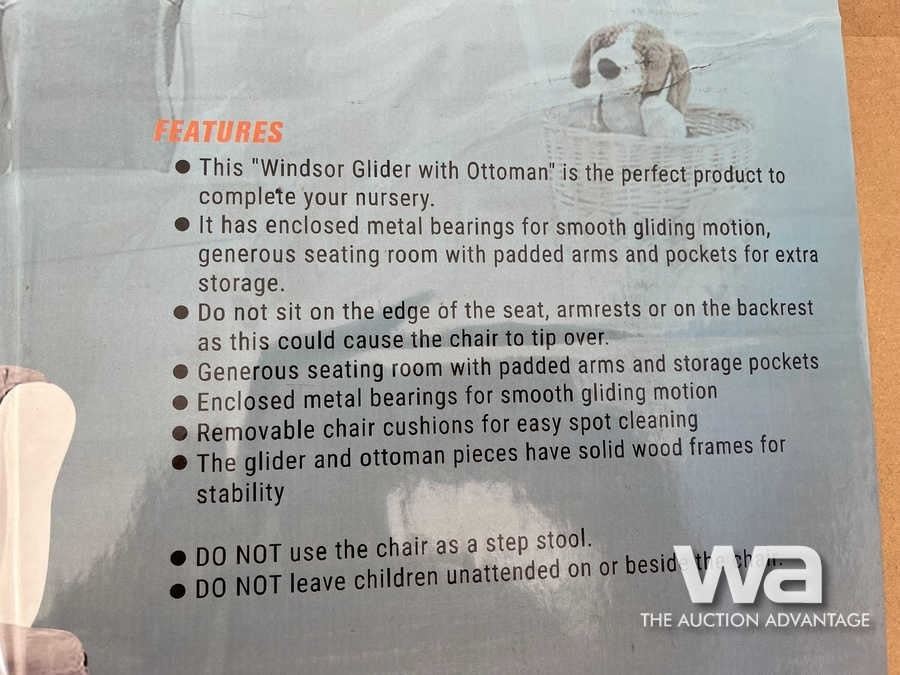 FEATURES
● This "Windsor Glider with Ottoman" is the perfect product to
complete your nursery.
● It has enclosed metal bearings for smooth gliding motion,
generous seating room with padded arms and pockets for extra
storage.
● Do not sit on the edge of the seat, armrests or on the backrest
as this could cause the chair to tip over.
● Generous seating room with padded arms and storage pockets
● Enclosed metal bearings for smooth gliding motion
● Removable chair cushions for easy spot cleaning
● The glider and ottoman pieces have solid wood frames for
stability
● DO NOT use the chair as a step stool.
● DO NOT leave children unattended on or beside the chair.
wa
THE AUCTION ADVANTAGE